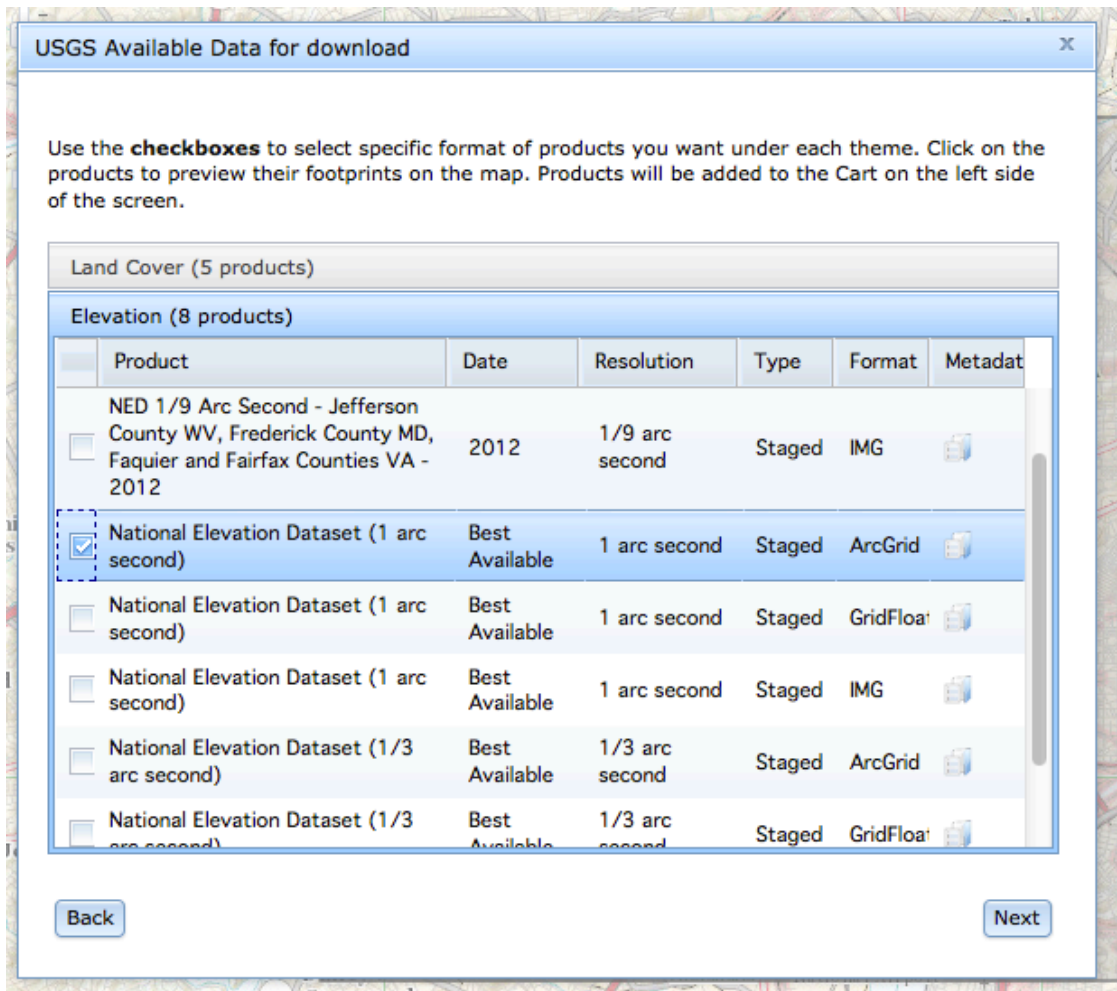 USGS Available Data for download
x
Use the checkboxes to select specific format of products you want under each theme. Click on the
products to preview their footprints on the map. Products will be added to the Cart on the left side
of the screen.
Land Cover (5 products)
Elevation (8 products)
Product Date Resolution Type Format Metadat
NED 1/9 Arc Second - Jefferson
County WV, Frederick County MD,
Faquier and Fairfax Counties VA -
2012
2012
1/9 arc
second
Staged
IMG
National Elevation Dataset (1 arc
second)
Best
Available
1 arc second
Staged
ArcGrid
National Elevation Dataset (1 arc
second)
Best
Available
1 arc second
Staged
GridFloat
National Elevation Dataset (1 arc
second)
Best
Available
1 arc second
Staged
IMG
National Elevation Dataset (1/3
arc second)
Best
Available
1/3 arc
second
Staged
ArcGrid
National Elevation Dataset (1/3
arc second)
Best
Available
1/3 arc
second
Staged
GridFloat
Back
Next